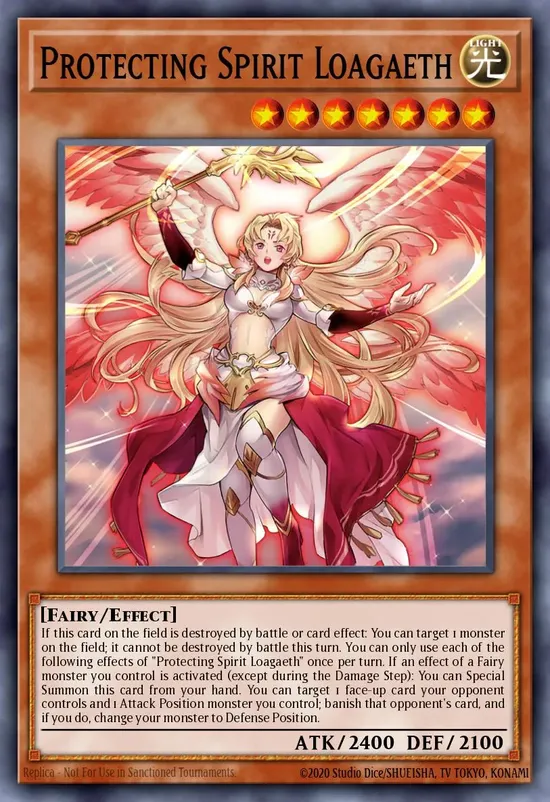 PROTECTING SPIRIT LOAGAETH
LIGHT
光
[FAIRY/EFFECT]
If this card on the field is destroyed by battle or card effect: You can target 1 monster
on the field; it cannot be destroyed by battle this turn. You can only use each of the
following effects of "Protecting Spirit Loagaeth" once per turn. If an effect of a Fairy
monster you control is activated (except during the Damage Step): You can Special
Summon this card from your hand. You can target 1 face-up card your opponent
controls and 1 Attack Position monster you control; banish that opponent's card, and
if you do, change your monster to Defense Position.
ATK/2400 DEF/2100
Replica - Not For Use in Sanctioned Tournaments
©2020 Studio Dice/SHUEISHA, TV TOKYO, KONAMI